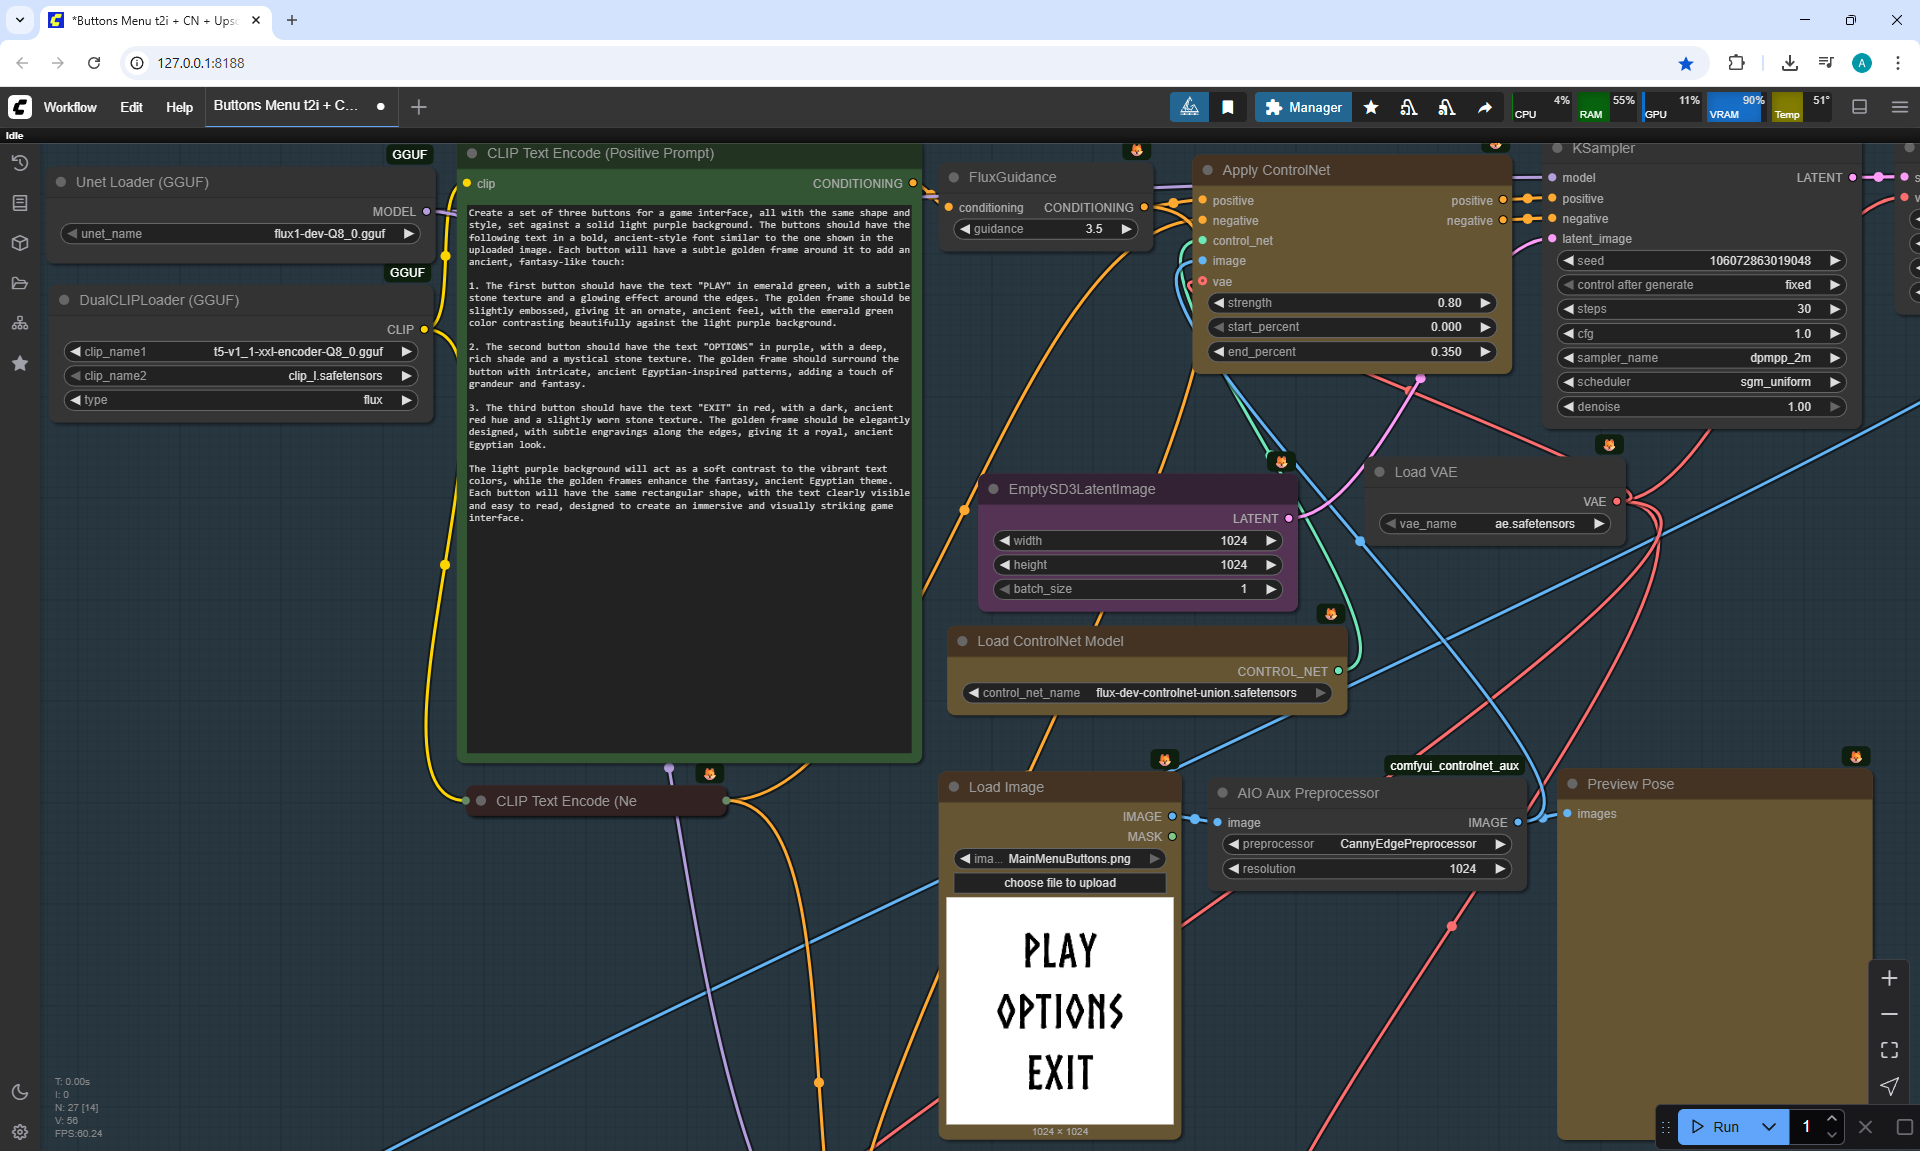 *Buttons Menu t2i + CN + Upsc
127.0.0.1:8188
A
Workflow
Edit
Help
Buttons Menu t2i + C...
Manager
CPU 4%
RAM 55%
GPU 11%
VRAM 90%
Temp 51°
Idle
GGUF
Unet Loader (GGUF)
MODEL
unet_name flux1-dev-Q8_0.gguf
GGUF
DualCLIPLoader (GGUF)
CLIP
clip_name1 t5-v1_1-xxl-encoder-Q8_0.gguf
clip_name2 clip_l.safetensors
type flux
CLIP Text Encode (Positive Prompt)
clip CONDITIONING
Create a set of three buttons for a game interface, all with the same shape and
style, set against a solid light purple background. The buttons should have the
following text in a bold, ancient-style font similar to the one shown in the
uploaded image. Each button will have a subtle golden frame around it to add an
ancient, fantasy-like touch:
1. The first button should have the text "PLAY" in emerald green, with a subtle
stone texture and a glowing effect around the edges. The golden frame should be
slightly embossed, giving it an ornate, ancient feel, with the emerald green
color contrasting beautifully against the light purple background.
2. The second button should have the text "OPTIONS" in purple, with a deep,
rich shade and a mystical stone texture. The golden frame should surround the
button with intricate, ancient Egyptian-inspired patterns, adding a touch of
grandeur and fantasy.
3. The third button should have the text "EXIT" in red, with a dark, ancient
red hue and a slightly worn stone texture. The golden frame should be elegantly
designed, with subtle engravings along the edges, giving it a royal, ancient
Egyptian look.
The light purple background will act as a soft contrast to the vibrant text
colors, while the golden frames enhance the fantasy, ancient Egyptian theme.
Each button will have the same rectangular shape, with the text clearly visible
and easy to read, designed to create an immersive and visually striking game
interface.
CLIP Text Encode (Ne
FluxGuidance
conditioning CONDITIONING
guidance 3.5
Apply ControlNet
positive positive
negative negative
control_net
image
vae
strength 0.80
start_percent 0.000
end_percent 0.350
KSampler
model LATENT
positive
negative
latent_image
seed 106072863019048
control after generate fixed
steps 30
cfg 1.0
sampler_name dpmpp_2m
scheduler sgm_uniform
denoise 1.00
s
v
EmptySD3LatentImage
LATENT
width 1024
height 1024
batch_size 1
Load VAE
VAE
vae_name ae.safetensors
Load ControlNet Model
CONTROL_NET
control_net_name flux-dev-controlnet-union.safetensors
Load Image
IMAGE
MASK
ima... MainMenuButtons.png
choose file to upload
PLAY
OPTIONS
EXIT
1024 × 1024
comfyui_controlnet_aux
AIO Aux Preprocessor
image IMAGE
preprocessor CannyEdgePreprocessor
resolution 1024
Preview Pose
images
T: 0.00s
I: 0
N: 27 [14]
V: 56
FPS:60.24
Run 1